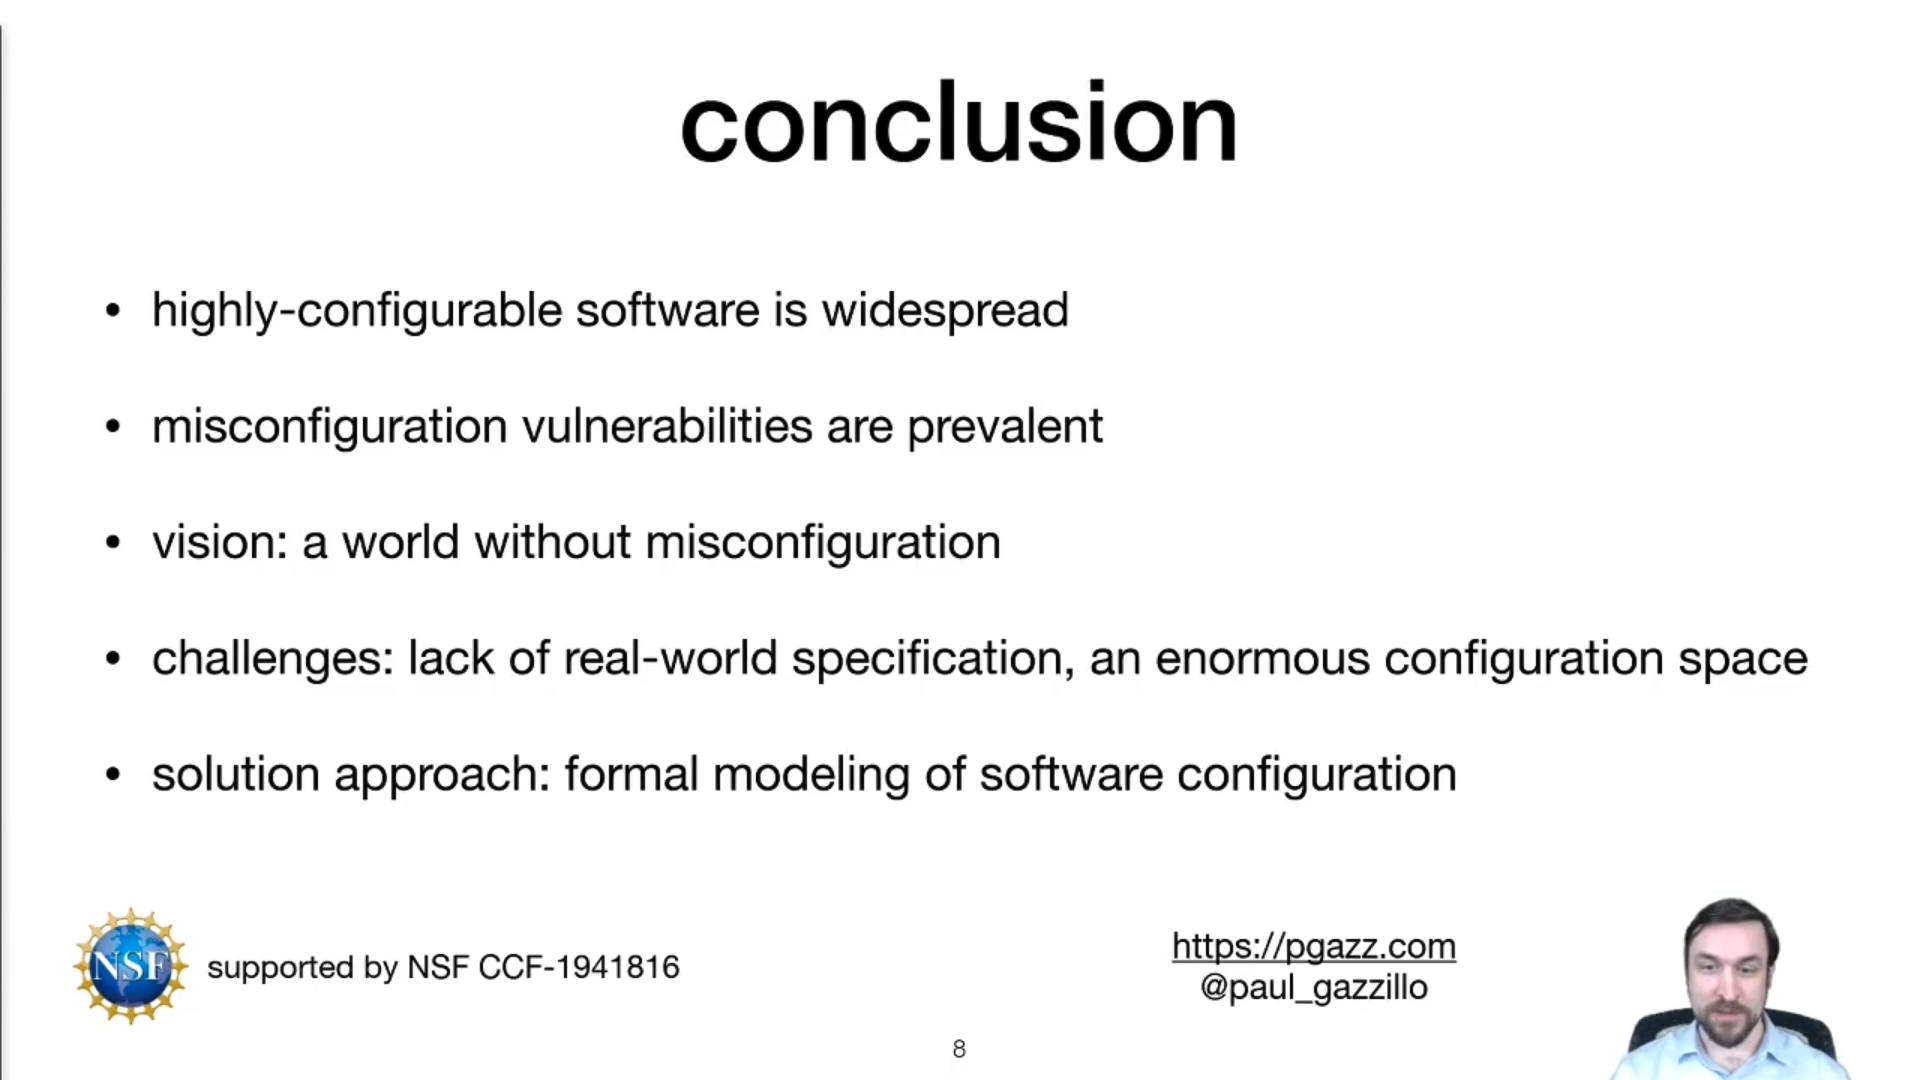 conclusion
• highly-configurable software is widespread
• misconfiguration vulnerabilities are prevalent
• vision: a world without misconfiguration
• challenges: lack of real-world specification, an enormous configuration space
• solution approach: formal modeling of software configuration
NSF
supported by NSF CCF-1941816
https://pgazz.com
@paul_gazzillo
8